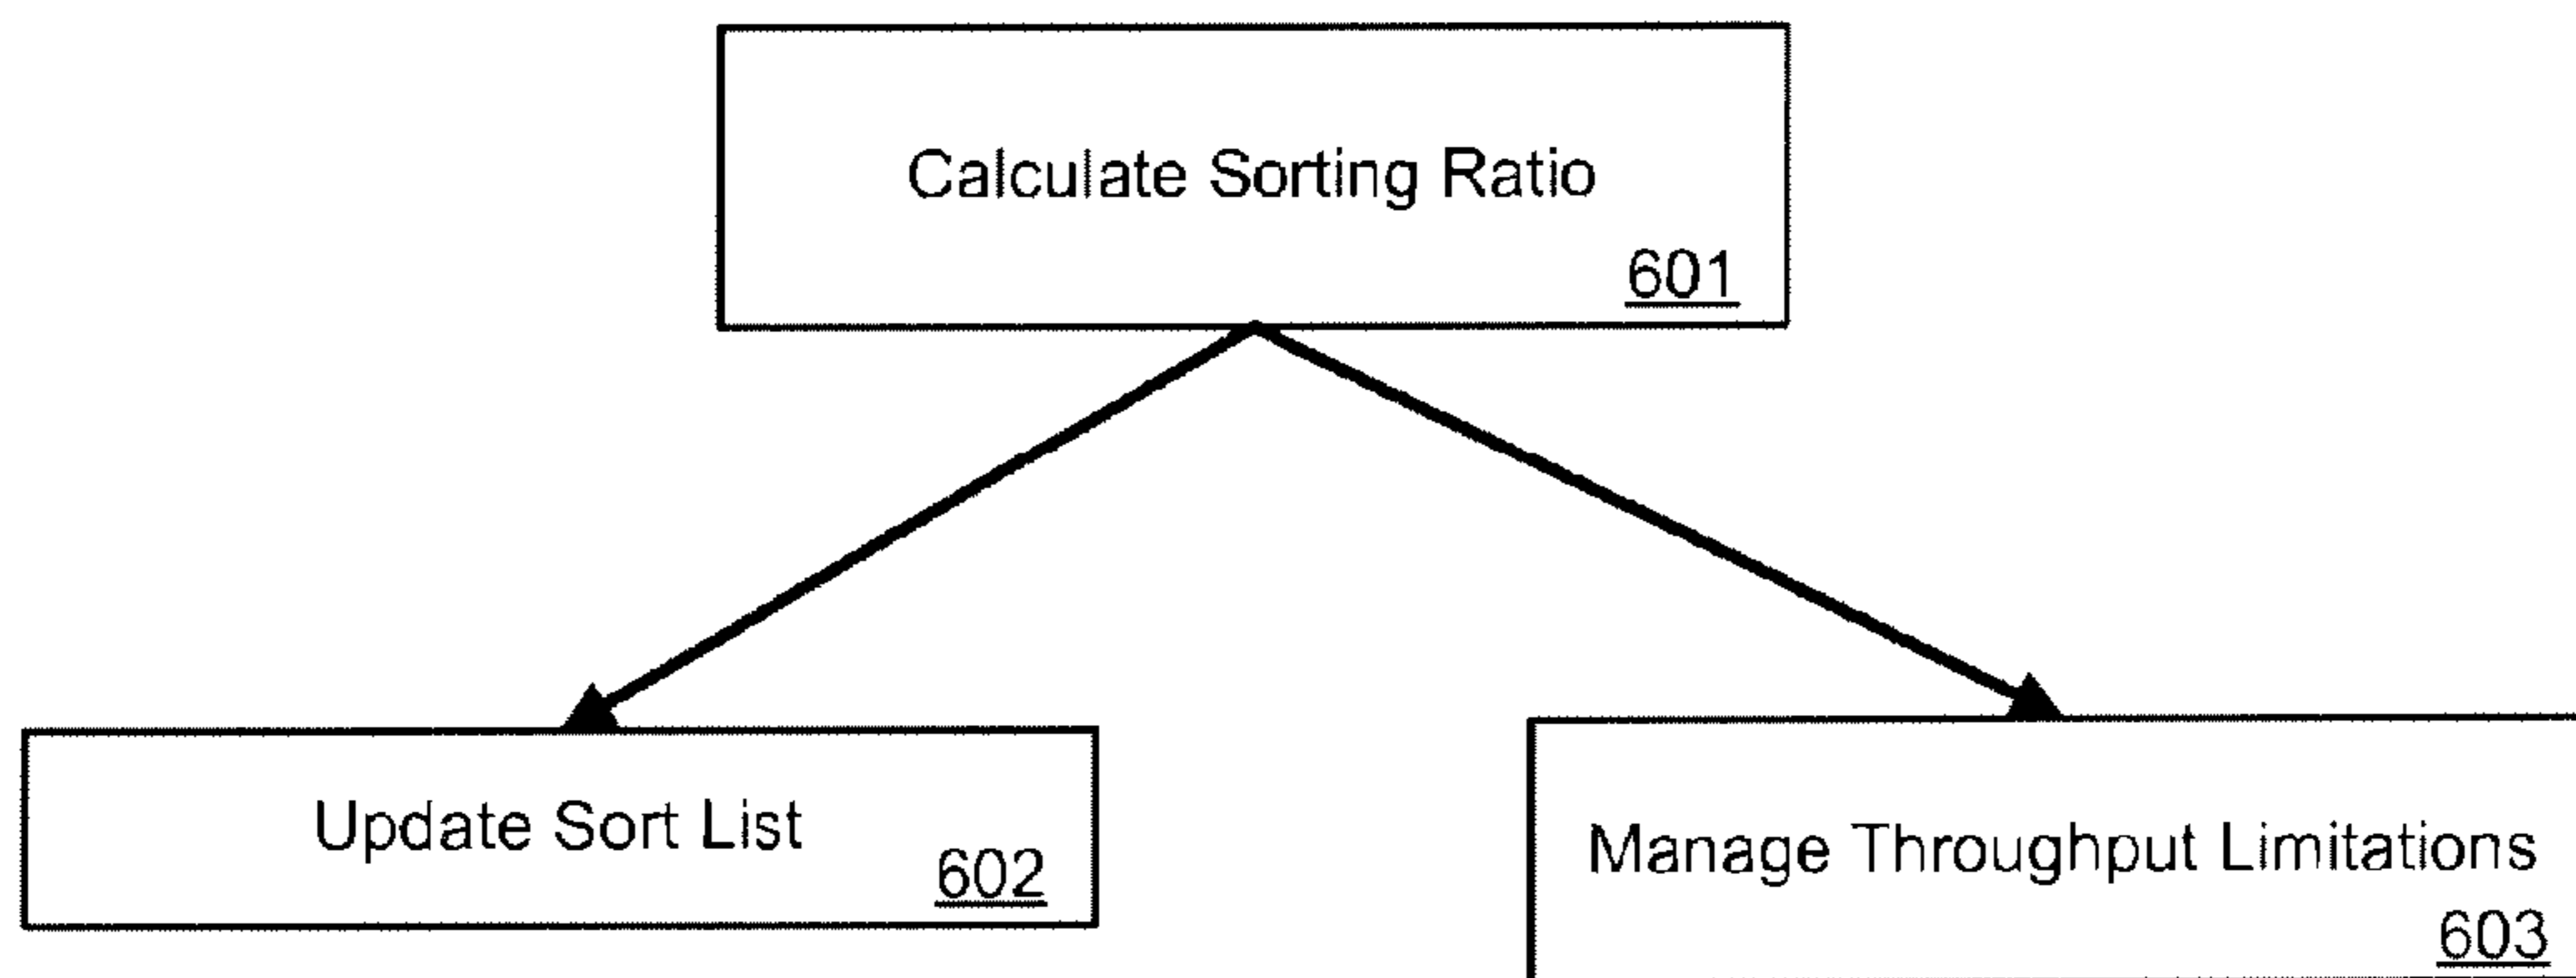 Calculate Sorting Ratio
601
Update Sort List
602
Manage Throughput Limitations
603